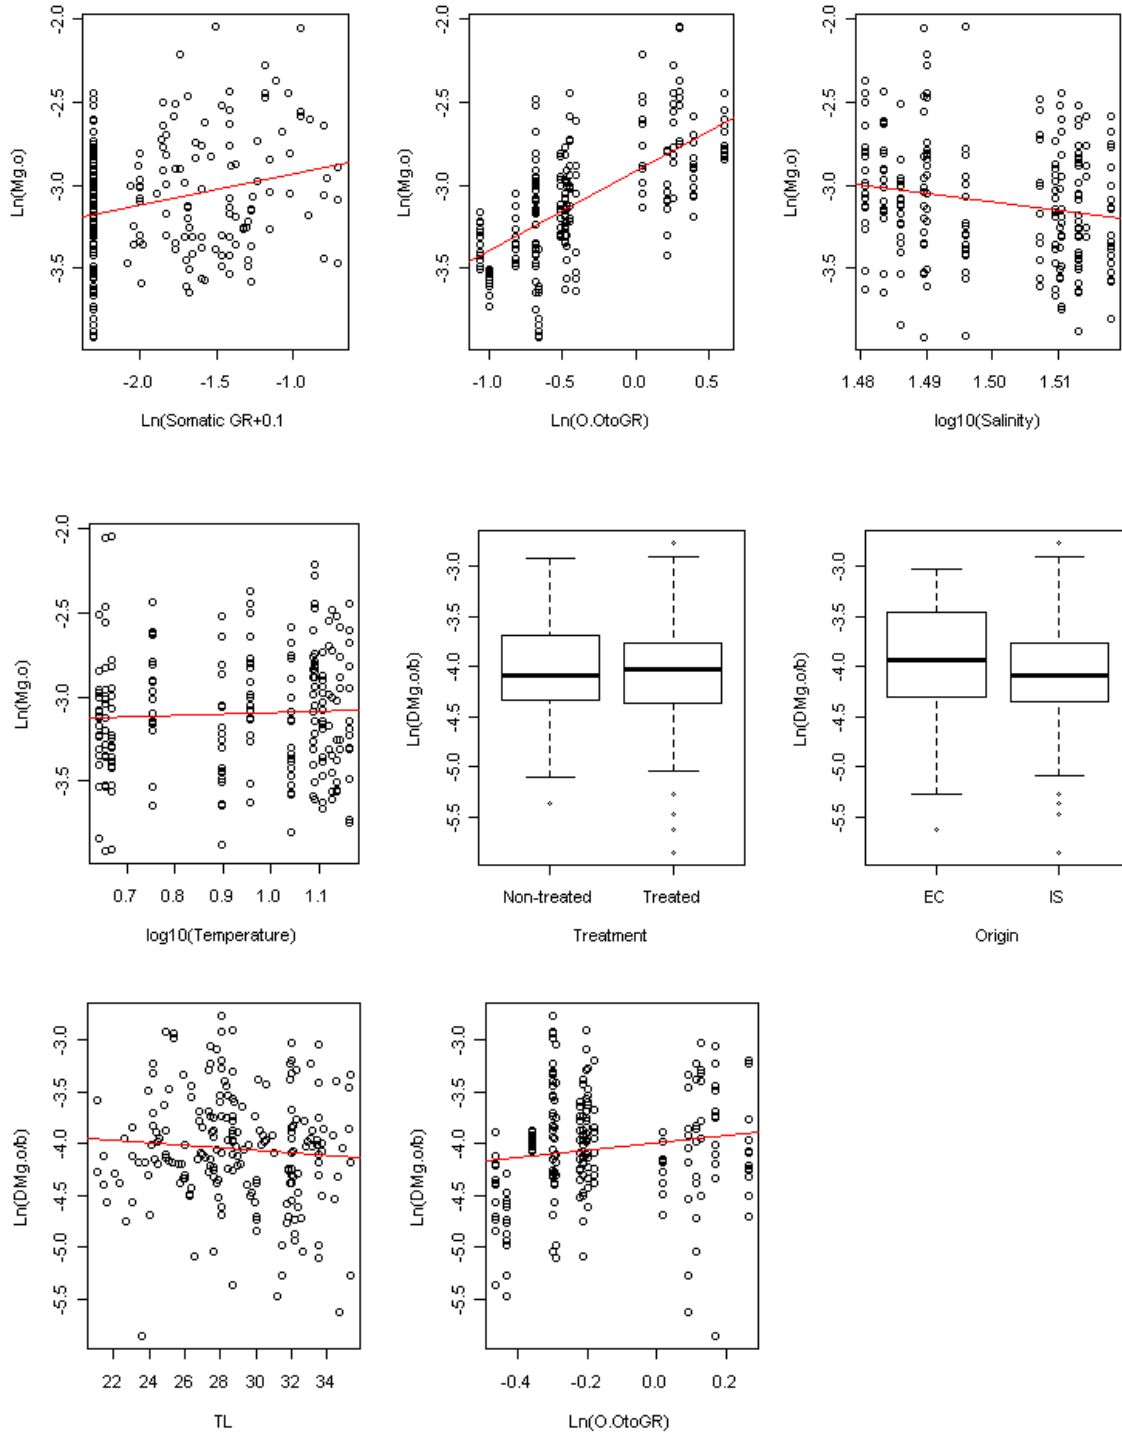 -2.0
-2.5
-3.0
-3.5
Ln(Mg.o)
-2.0 -1.5 -1.0
Ln(Somatic GR+0.1
-2.0
-2.5
-3.0
-3.5
Ln(Mg.o)
-1.0 -0.5 0.0 0.5
Ln(O.OtoGR)
-2.0
-2.5
-3.0
-3.5
Ln(Mg.o)
1.48 1.49 1.50 1.51
log10(Salinity)
-2.0
-2.5
-3.0
-3.5
Ln(Mg.o)
0.7 0.8 0.9 1.0 1.1
log10(Temperature)
-3.0
-3.5
-4.0
-4.5
-5.0
-5.5
Ln(DMg.o/b)
Non-treated Treated
Treatment
-3.0
-3.5
-4.0
-4.5
-5.0
-5.5
Ln(DMg.o/b)
EC IS
Origin
-3.0
-3.5
-4.0
-4.5
-5.0
-5.5
Ln(DMg.o/b)
22 24 26 28 30 32 34
TL
-3.0
-3.5
-4.0
-4.5
-5.0
-5.5
Ln(DMg.o/b)
-0.4 -0.2 0.0 0.2
Ln(O.OtoGR)